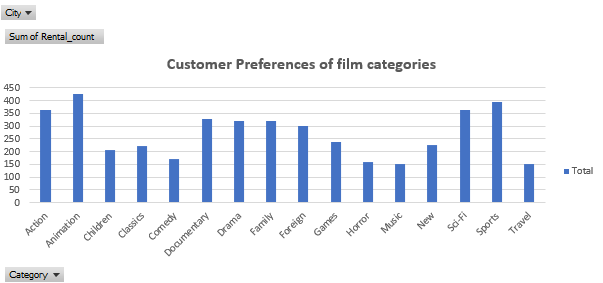 City
Sum of Rental_count
Customer Preferences of film categories
450
400
350
300
250
200
150
100
50
0
Action
Animation
Children
Classics
Comedy
Documentary
Drama
Family
Foreign
Games
Horror
Music
New
Sci-Fi
Sports
Travel
Total
Category